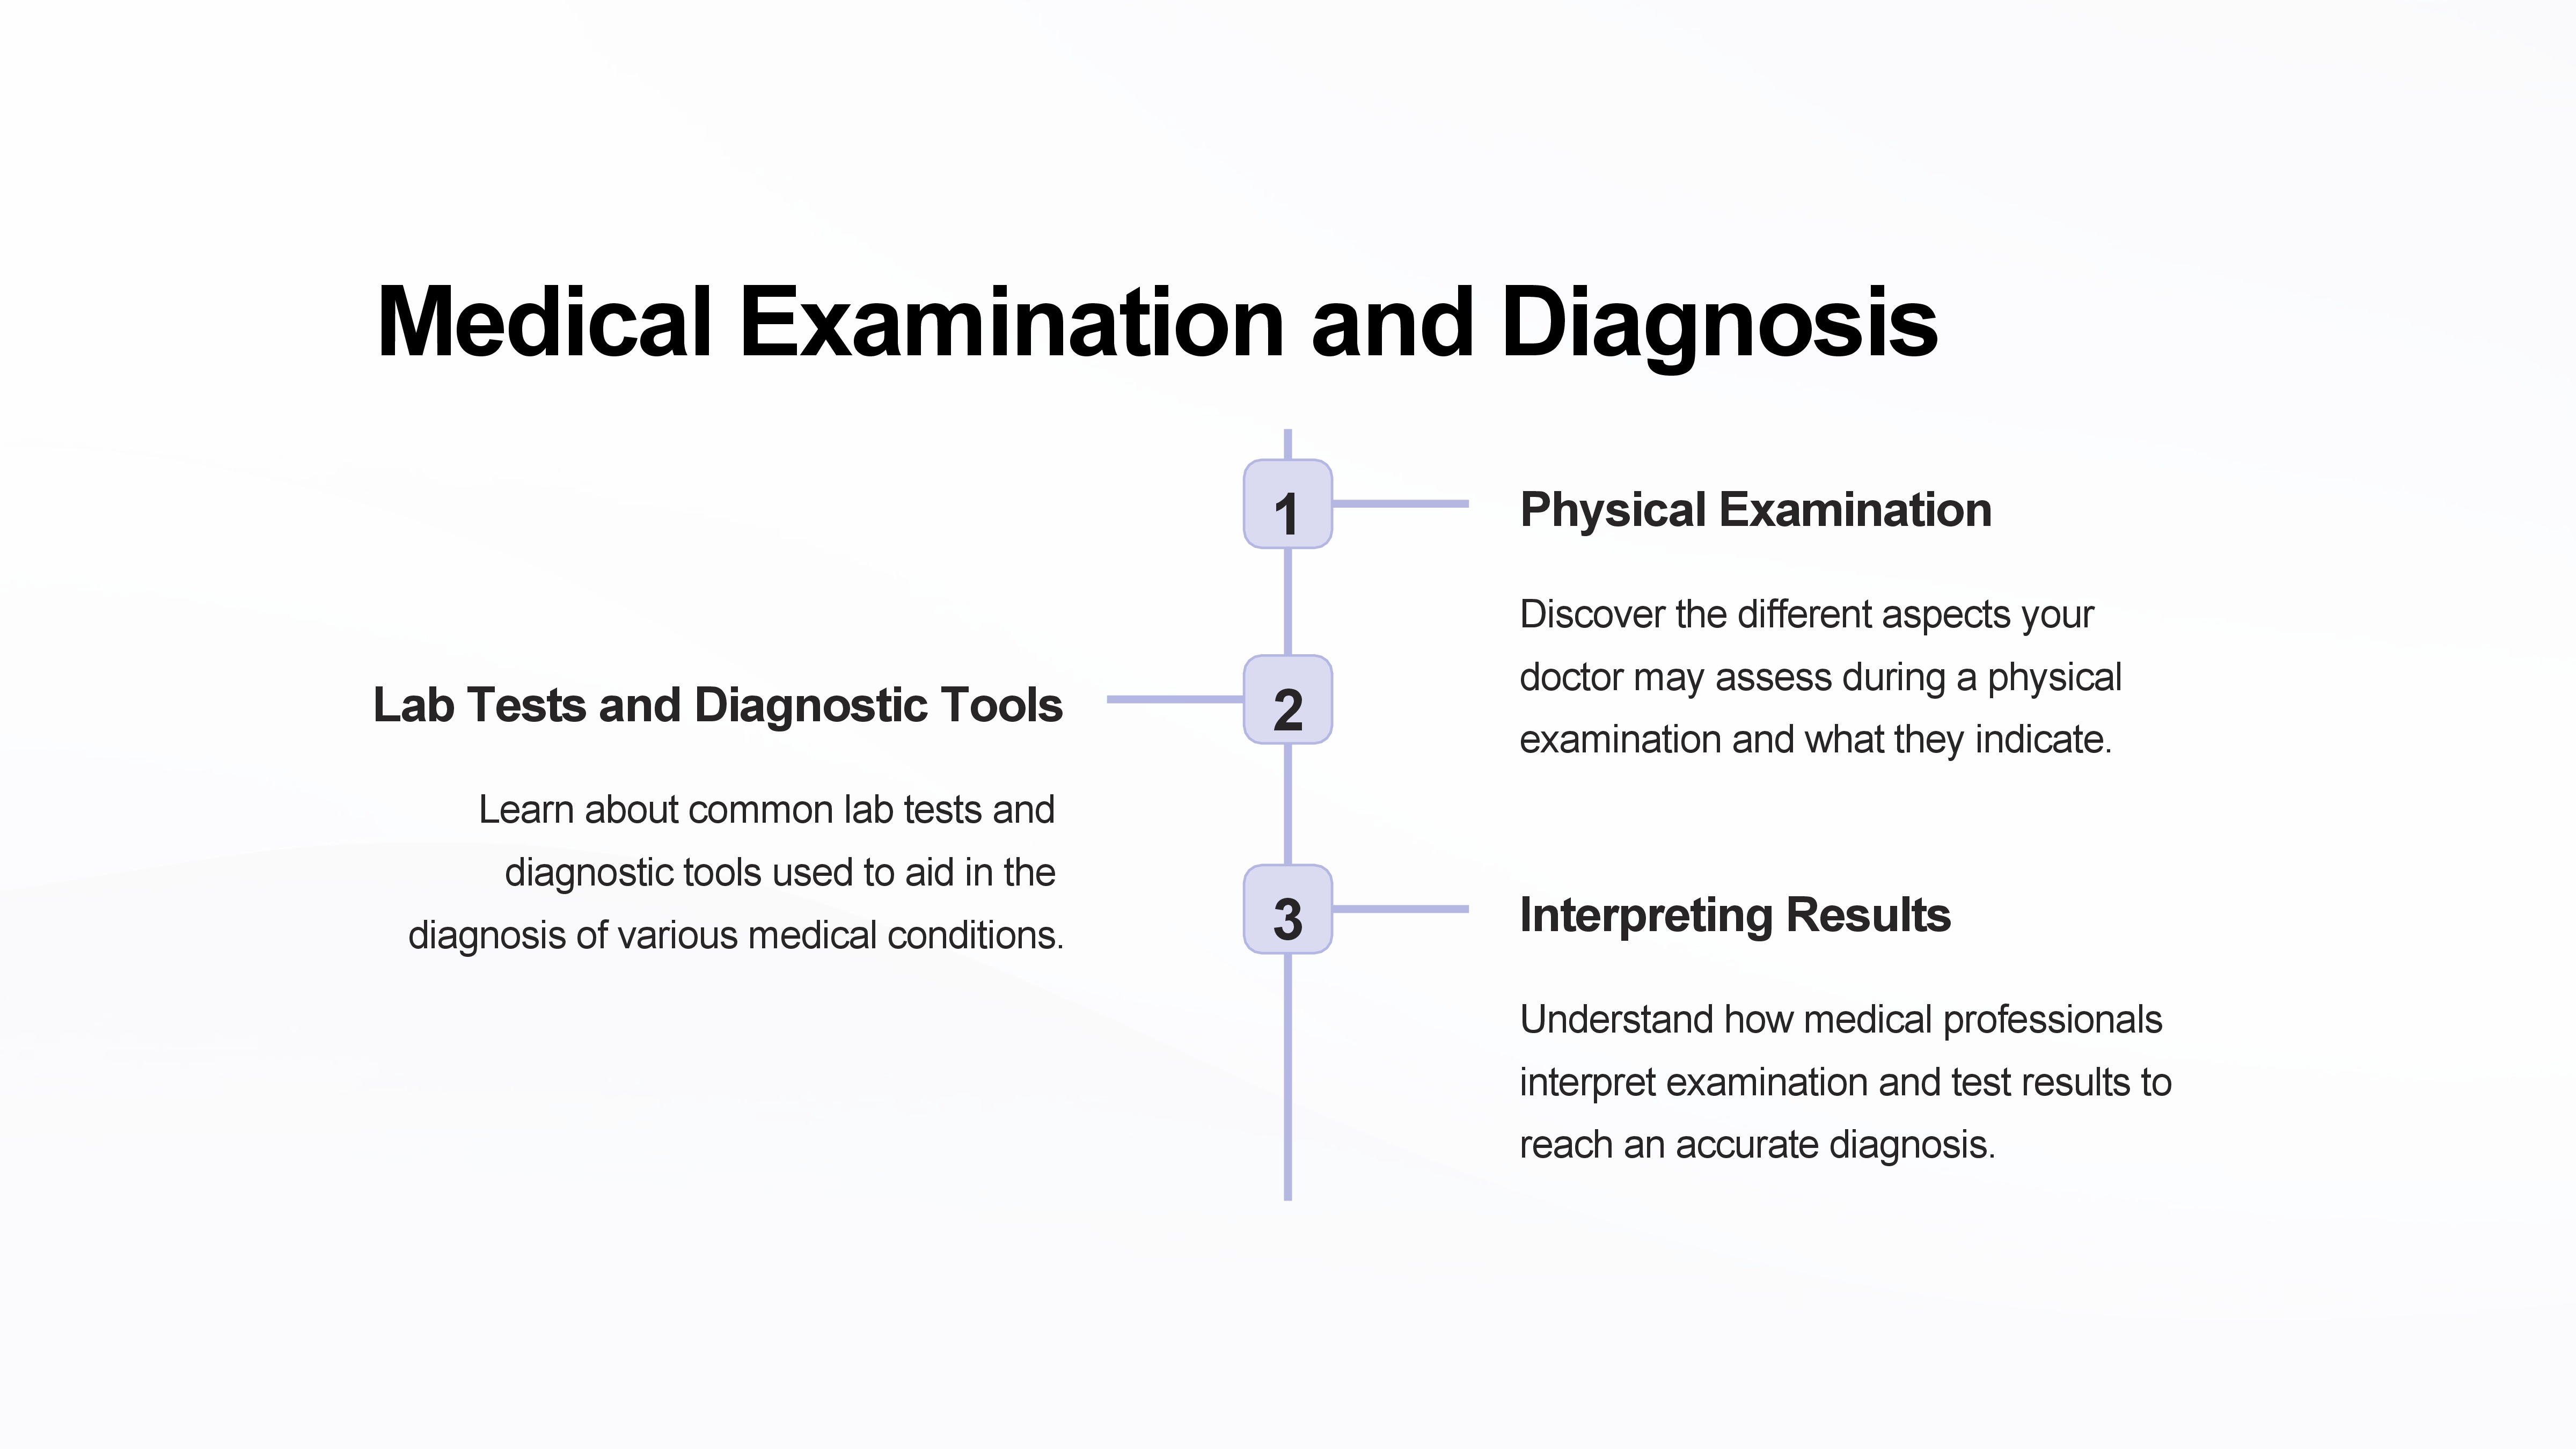 Medical Examination and Diagnosis
1
Physical Examination
Discover the different aspects your
doctor may assess during a physical
examination and what they indicate.
2
Lab Tests and Diagnostic Tools
Learn about common lab tests and
diagnostic tools used to aid in the
diagnosis of various medical conditions.
3
Interpreting Results
Understand how medical professionals
interpret examination and test results to
reach an accurate diagnosis.